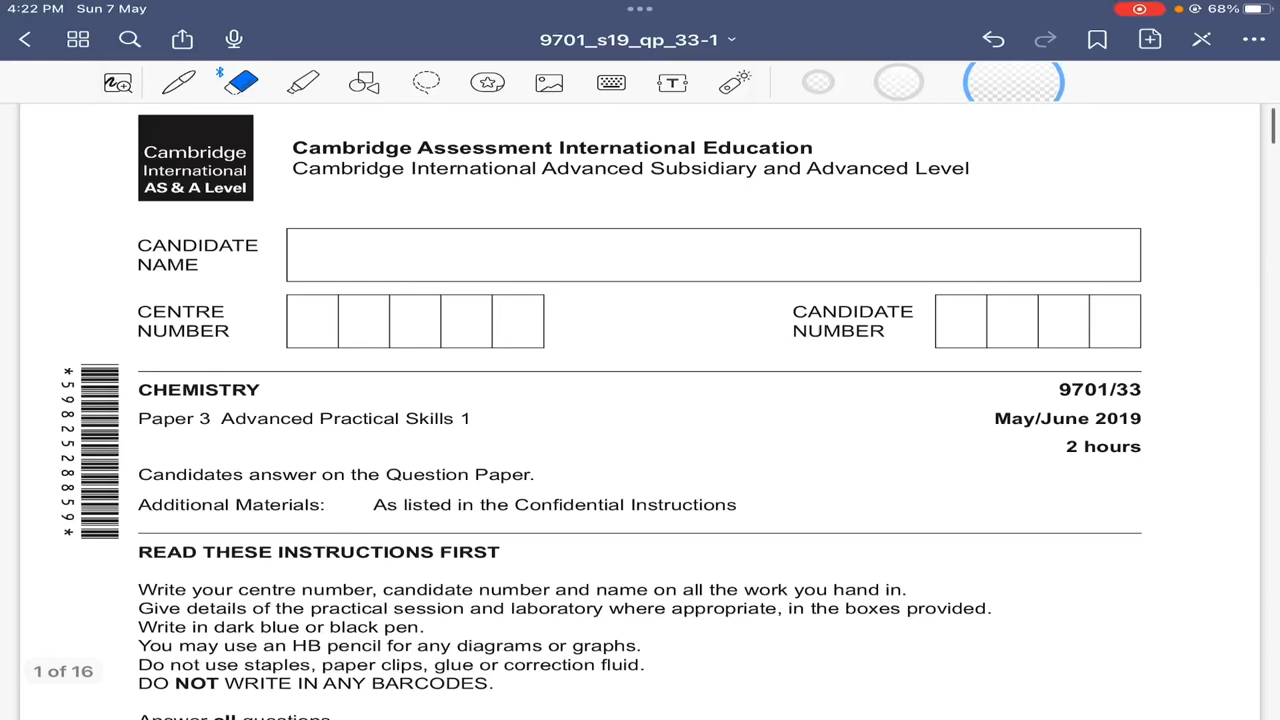 4:22 PM Sun 7 May
68%
9701_s19_qp_33-1
T
Cambridge
International
AS & A Level
Cambridge Assessment International Education
Cambridge International Advanced Subsidiary and Advanced Level
CANDIDATE
NAME
CENTRE
NUMBER
CANDIDATE
NUMBER
*5982528859*
CHEMISTRY 9701/33
Paper 3 Advanced Practical Skills 1 May/June 2019
2 hours
Candidates answer on the Question Paper.
Additional Materials: As listed in the Confidential Instructions
READ THESE INSTRUCTIONS FIRST
Write your centre number, candidate number and name on all the work you hand in.
Give details of the practical session and laboratory where appropriate, in the boxes provided.
Write in dark blue or black pen.
You may use an HB pencil for any diagrams or graphs.
Do not use staples, paper clips, glue or correction fluid.
DO NOT WRITE IN ANY BARCODES.
1 of 16
Answer all questions.